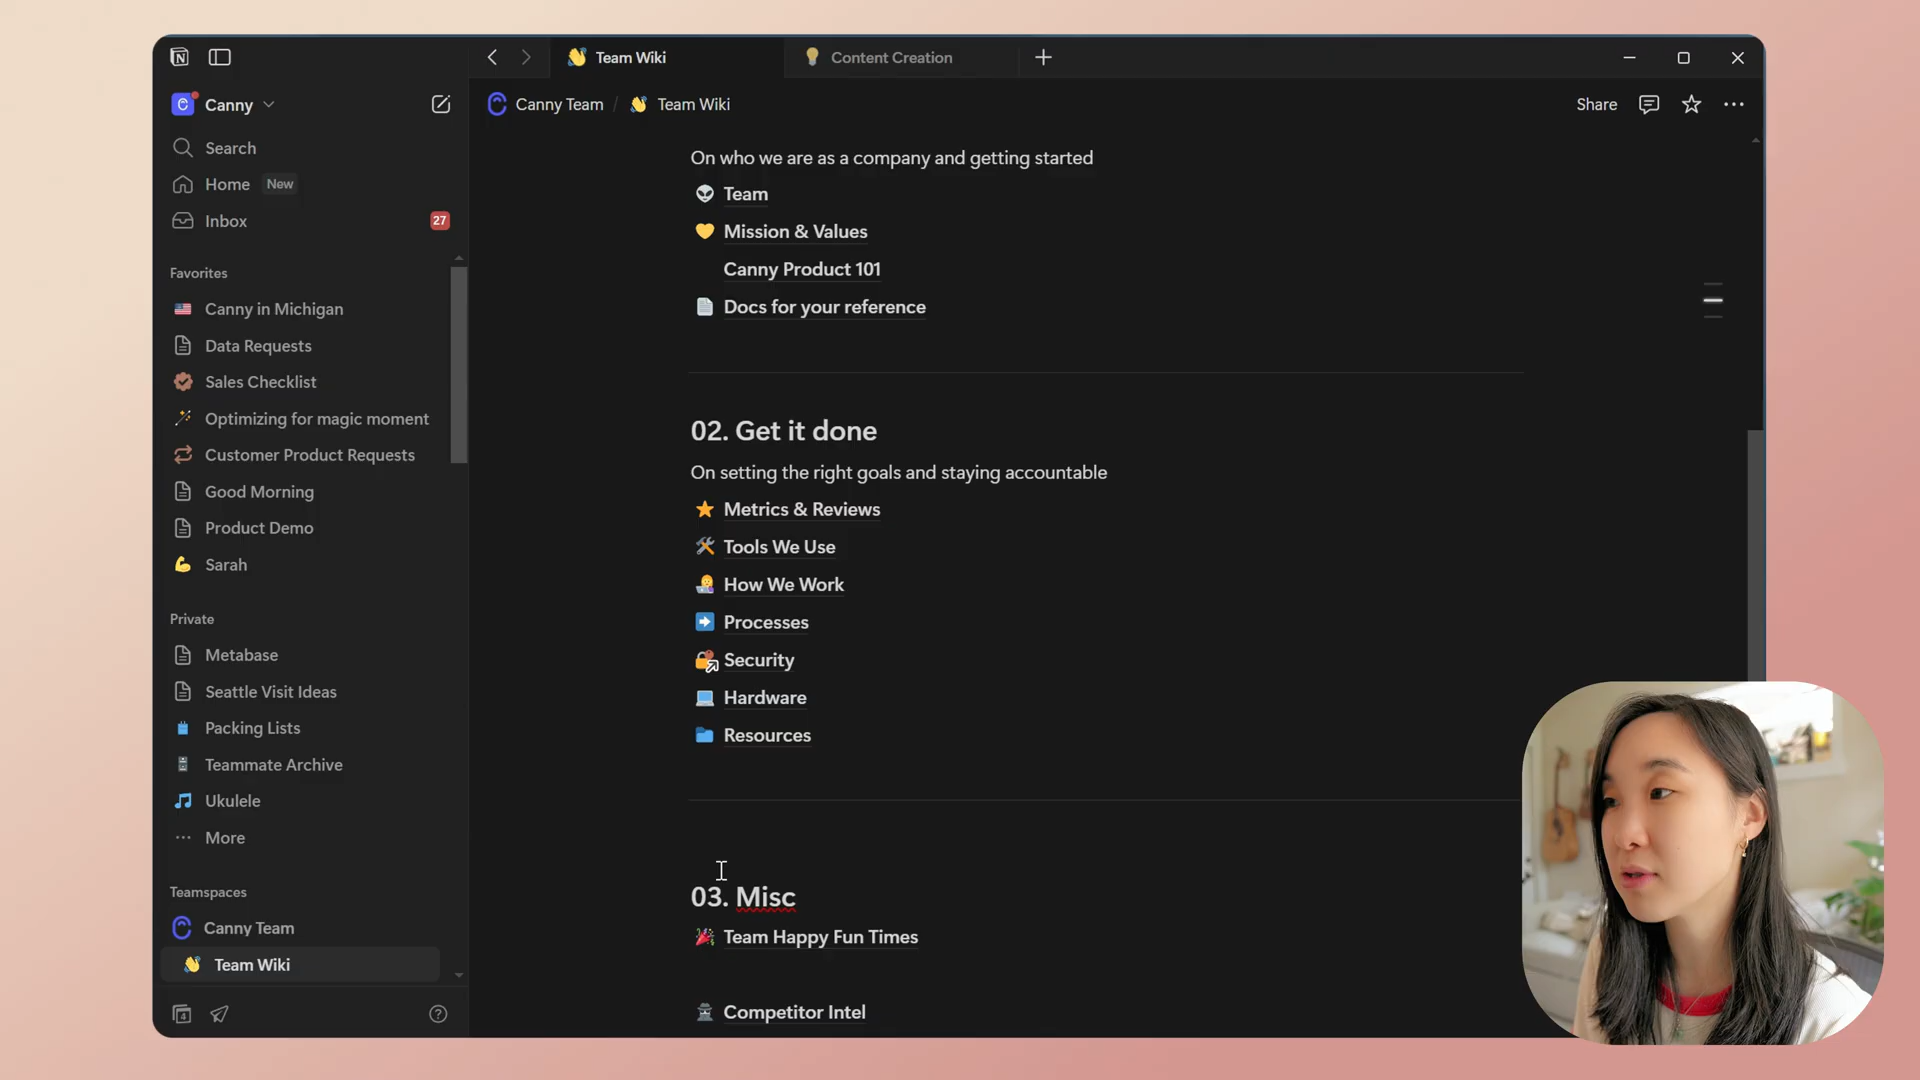 Team Wiki
Content Creation
Canny
Canny Team / Team Wiki
Share
Search
Home New
Inbox 27
Favorites
Canny in Michigan
Data Requests
Sales Checklist
Optimizing for magic moment
Customer Product Requests
Good Morning
Product Demo
Sarah
Private
Metabase
Seattle Visit Ideas
Packing Lists
Teammate Archive
Ukulele
More
Teamspaces
Canny Team
Team Wiki
On who we are as a company and getting started
Team
Mission & Values
Canny Product 101
Docs for your reference
02. Get it done
On setting the right goals and staying accountable
Metrics & Reviews
Tools We Use
How We Work
Processes
Security
Hardware
Resources
03. Misc
Team Happy Fun Times
Competitor Intel